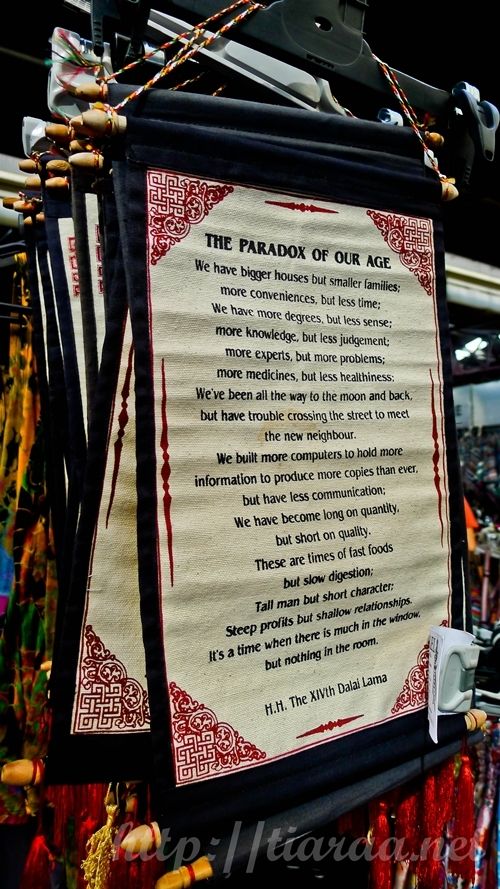 THE PARADOX OF OUR AGE
We have bigger houses but smaller families;
more conveniences, but less time;
We have more degrees, but less sense;
more knowledge, but less judgement;
more experts, but more problems;
more medicines, but less healthiness;
We've been all the way to the moon and back,
but have trouble crossing the street to meet
the new neighbour.
We built more computers to hold more
information to produce more copies than ever,
but have less communication;
We have become long on quantity,
but short on quality.
These are times of fast foods
but slow digestion;
Tall man but short character;
Steep profits but shallow relationships.
It's a time when there is much in the window,
but nothing in the room.
H.H. The XIVth Dalai Lama
http://tiaraa.net